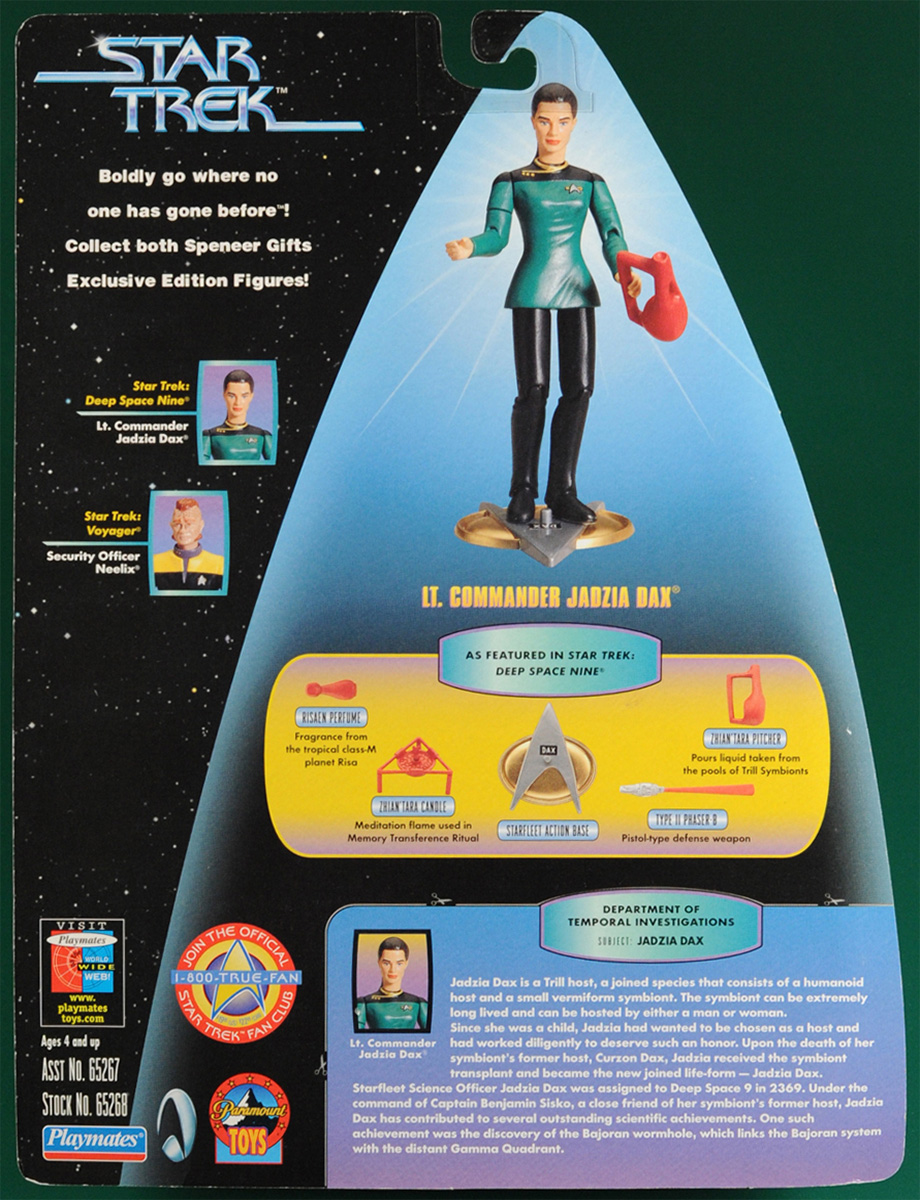 STAR
TREK™
Boldly go where no
one has gone before™!
Collect both Speneer Gifts
Exclusive Edition Figures!
Star Trek:
Deep Space Nine®
Lt. Commander
Jadzia Dax®
Star Trek:
Voyager®
Security Officer
Neelix®
DAX
LT. COMMANDER JADZIA DAX®
AS FEATURED IN STAR TREK:
DEEP SPACE NINE®
RISAEN PERFUME
Fragrance from
the tropical class-M
planet Risa
ZHIAN'TARA CANDLE
Meditation flame used in
Memory Transference Ritual
DAX
STARFLEET ACTION BASE
ZHIAN'TARA PITCHER
Pours liquid taken from
the pools of Trill Symbionts
TYPE II PHASER-B
Pistol-type defense weapon
VISIT
Playmates
WORLD
WIDE
WEB!
www.
playmates
toys.com
Ages 4 and up
ASST NO. 65267
STOCK NO. 65268
Playmates®
JOIN THE OFFICIAL
1-800-TRUE-FAN
STAR TREK™ FAN CLUB
Paramount
TOYS
DEPARTMENT OF
TEMPORAL INVESTIGATIONS
SUBJECT: JADZIA DAX
Lt. Commander
Jadzia Dax®
Jadzia Dax is a Trill host, a joined species that consists of a humanoid
host and a small vermiform symbiont. The symbiont can be extremely
long lived and can be hosted by either a man or woman.
Since she was a child, Jadzia had wanted to be chosen as a host and
had worked diligently to deserve such an honor. Upon the death of her
symbiont's former host, Curzon Dax, Jadzia received the symbiont
transplant and became the new joined life-form — Jadzia Dax.
Starfleet Science Officer Jadzia Dax was assigned to Deep Space 9 in 2369. Under the
command of Captain Benjamin Sisko, a close friend of her symbiont's former host, Jadzia
Dax has contributed to several outstanding scientific achievements. One such
achievement was the discovery of the Bajoran wormhole, which links the Bajoran system
with the distant Gamma Quadrant.